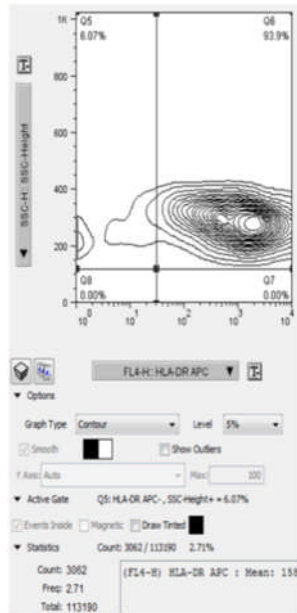 Q5
6.07%
Q6
93.9%
1K
800
600
400
200
0
Q8
0.00%
Q7
0.00%
10^0 10^1 10^2 10^3 10^4
SSC-H:: SSC-Height
FL4-H:: HLA-DR APC
Options
Graph Type Contour Level 5%
Smooth Show Outliers
Y Axis: Auto Max: 100
Active Gate Q5: HLA-DR APC- , SSC-Height+ = 6.07%
Events Inside Magnetic Draw Tinted
Statistics Count: 3062 / 113190 2.71%
Count: 3062
Freq: 2.71
Total: 113190
(FL4-H) HLA-DR APC : Mean: 158